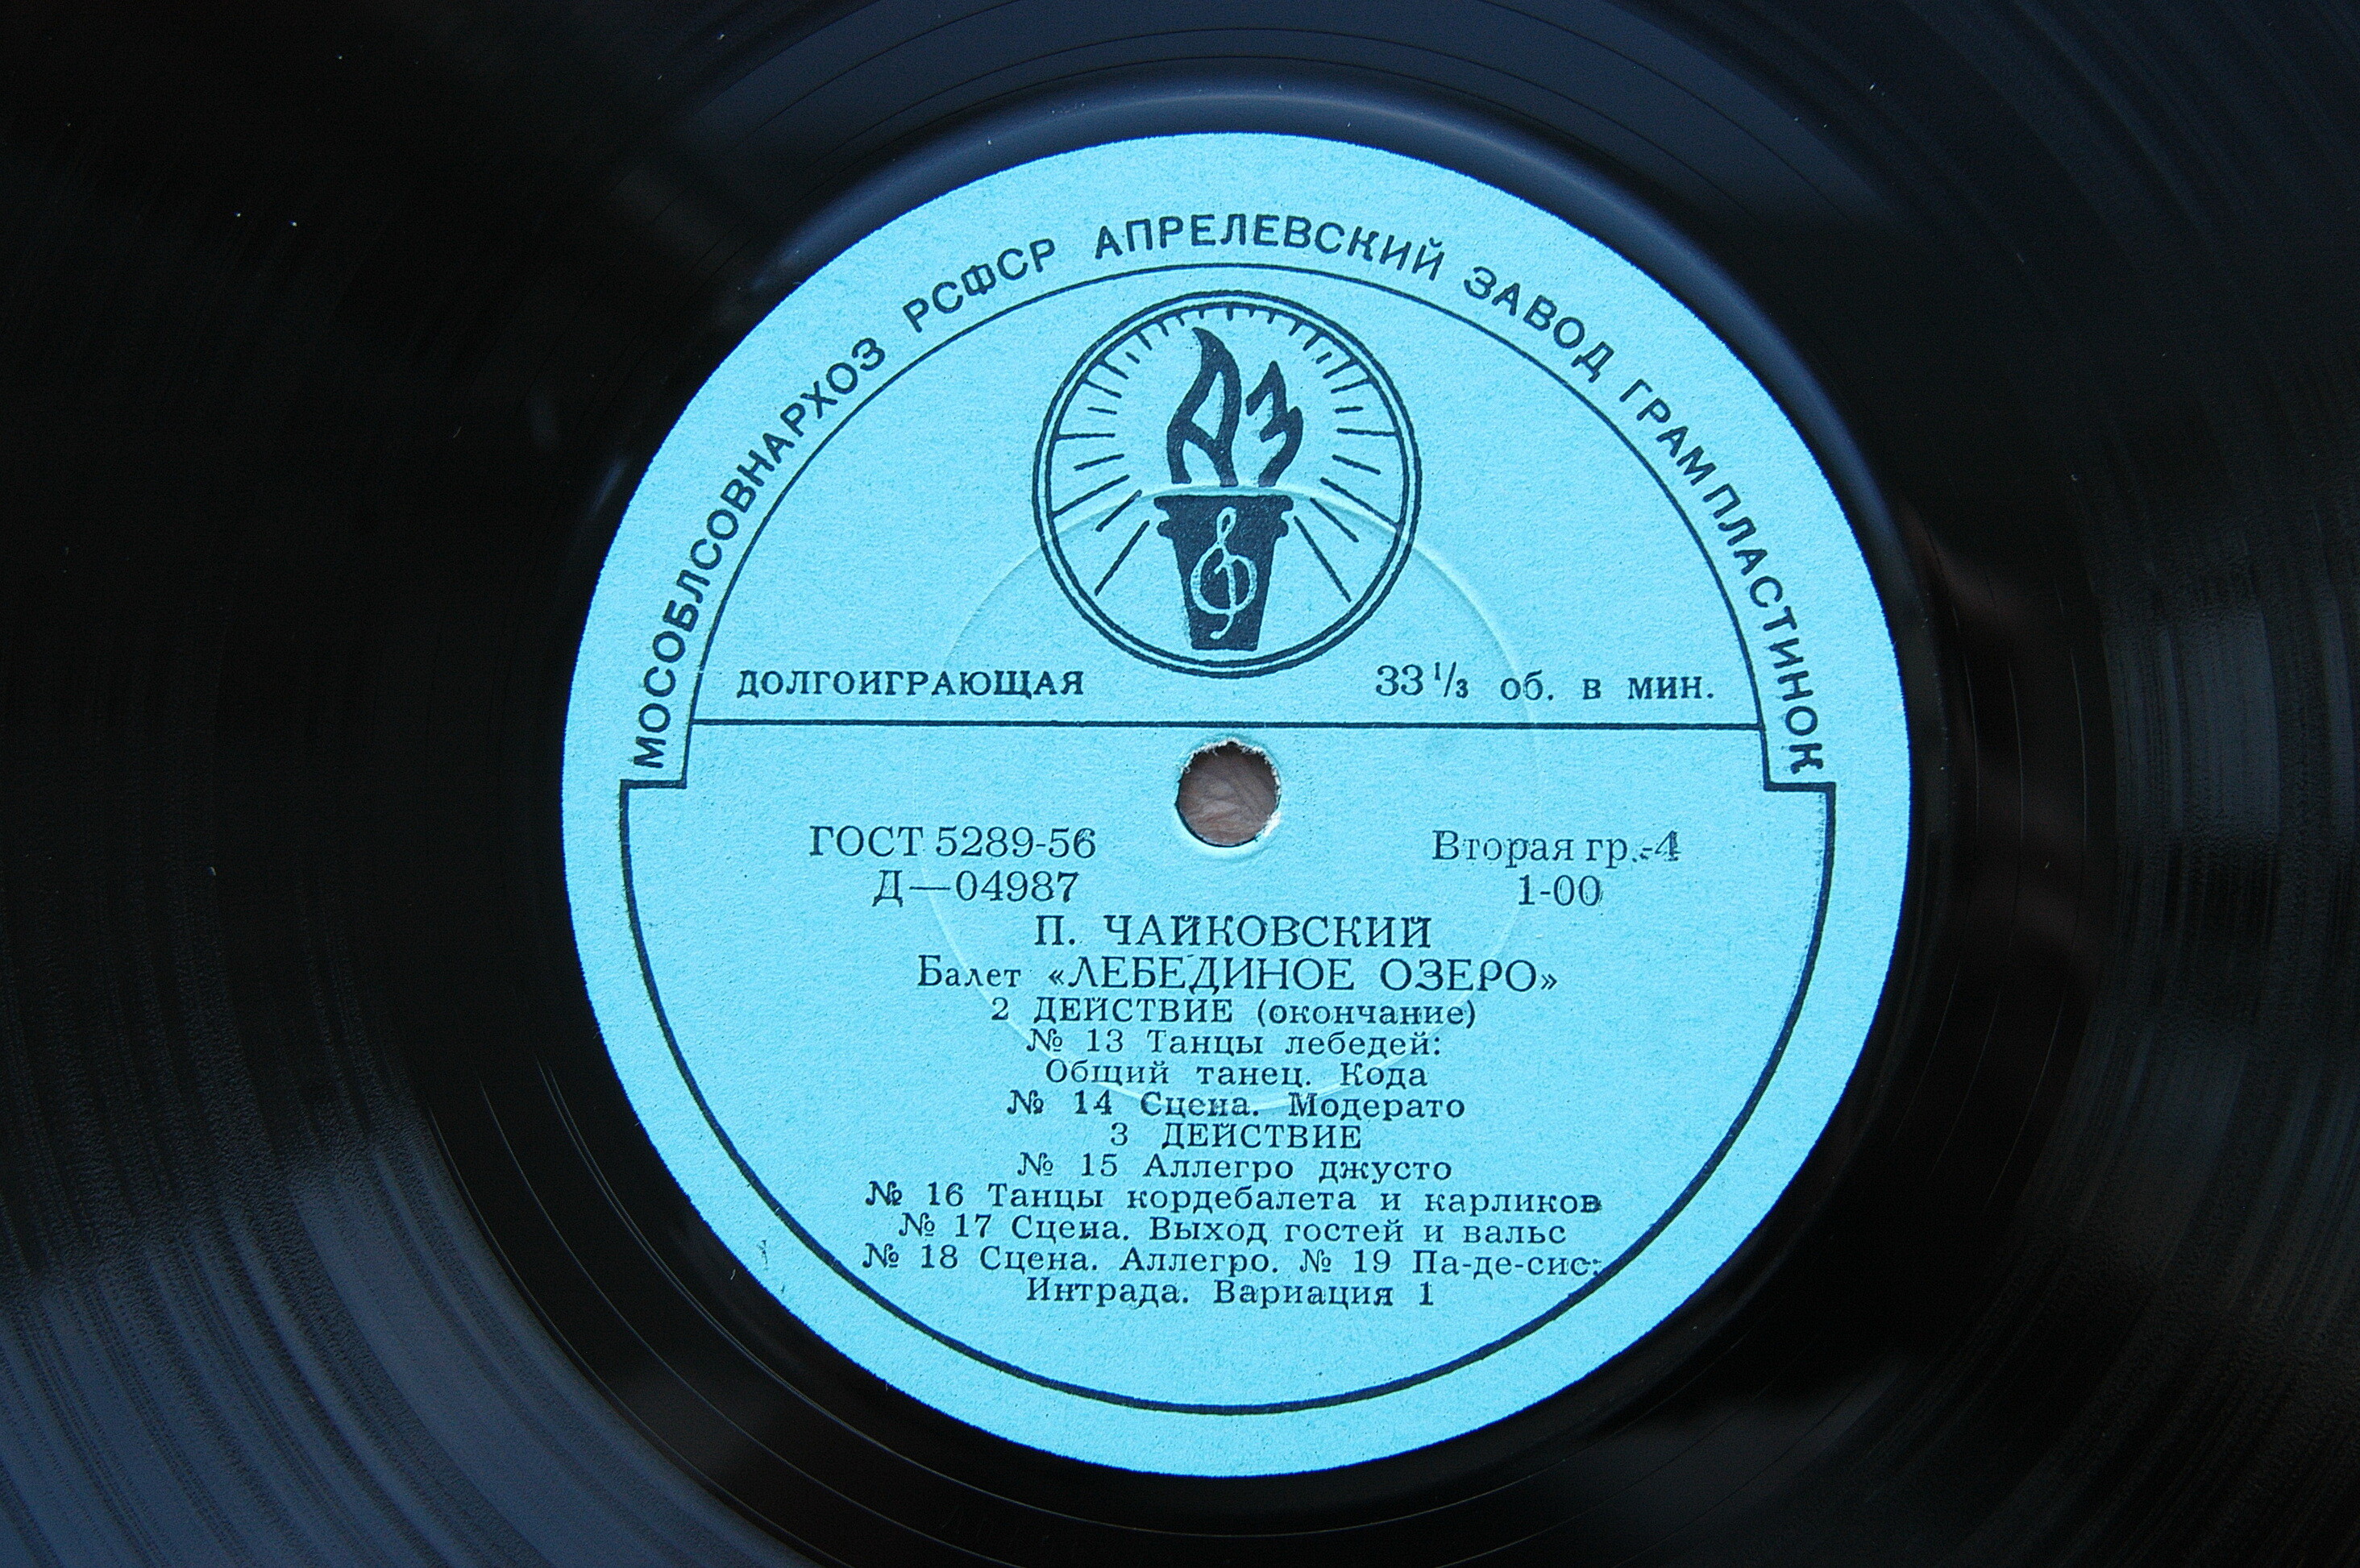 МОСОБЛСОВНАРХОЗ РСФСР АПРЕЛЕВСКИЙ ЗАВОД ГРАМПЛАСТИНОК
АЗ
ДОЛГОИГРАЮЩАЯ 33 1/3 об. в мин.
ГОСТ 5289-56 Вторая гр.-4
Д—04987 1-00
П. ЧАЙКОВСКИЙ
Балет «ЛЕБЕДИНОЕ ОЗЕРО»
2 ДЕЙСТВИЕ (окончание)
№ 13 Танцы лебедей:
Общий танец. Кода
№ 14 Сцена. Модерато
3 ДЕЙСТВИЕ
№ 15 Аллегро джусто
№ 16 Танцы кордебалета и карликов
№ 17 Сцена. Выход гостей и вальс
№ 18 Сцена. Аллегро. № 19 Па-де-сис:
Интрада. Вариация 1